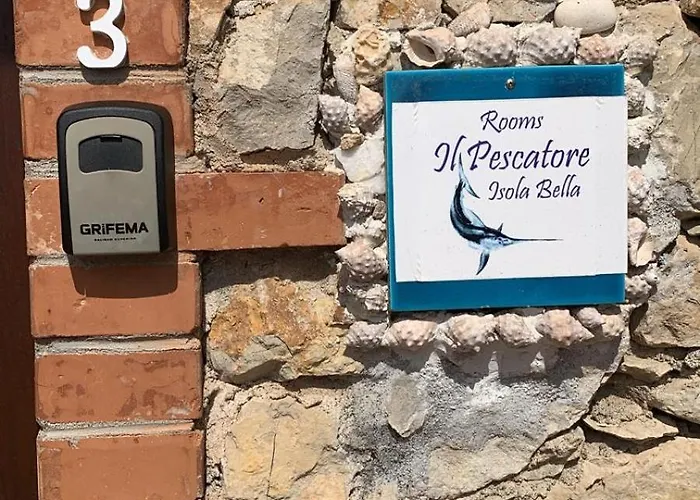 3
GRiFEMA
Rooms
Il Pescatore
Isola Bella